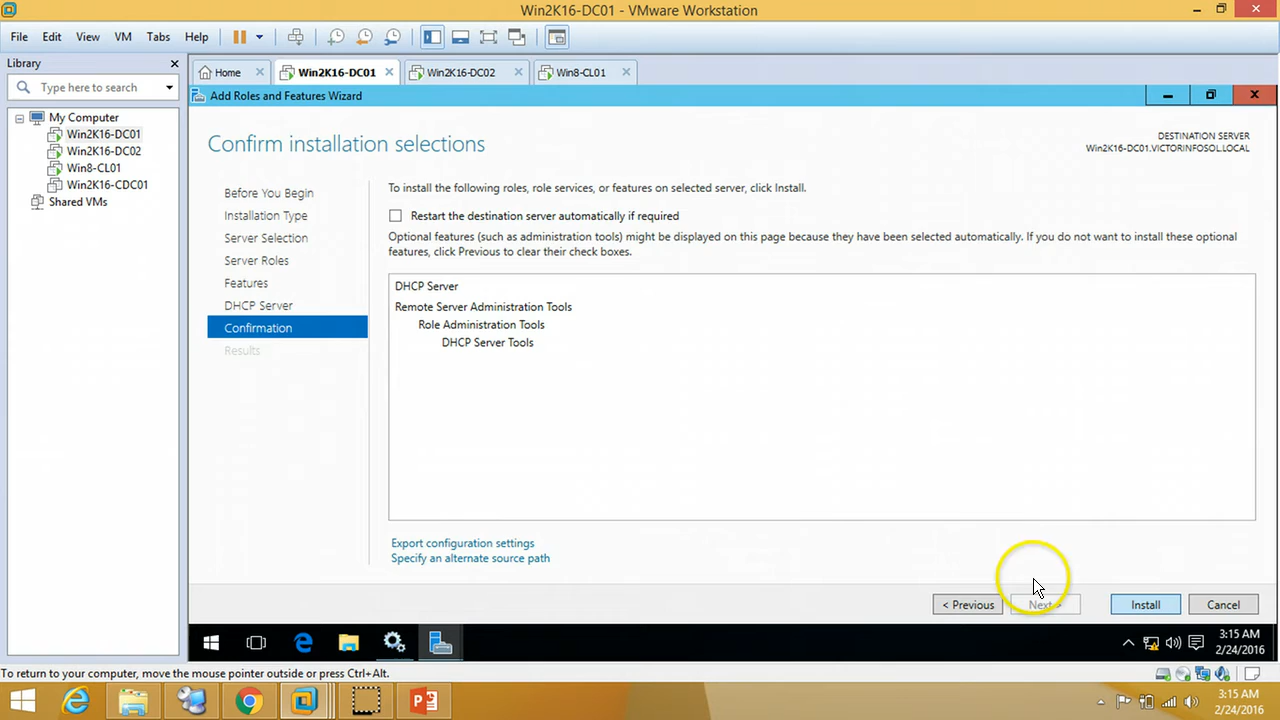 Win2K16-DC01 - VMware Workstation
File Edit View VM Tabs Help
Library
Type here to search
My Computer
Win2K16-DC01
Win2K16-DC02
Win8-CL01
Win2K16-CDC01
Shared VMs
Home Win2K16-DC01 Win2K16-DC02 Win8-CL01
Add Roles and Features Wizard
Confirm installation selections
DESTINATION SERVER
Win2K16-DC01.VICTORINFOSOL.LOCAL
Before You Begin
Installation Type
Server Selection
Server Roles
Features
DHCP Server
Confirmation
Results
To install the following roles, role services, or features on selected server, click Install.
Restart the destination server automatically if required
Optional features (such as administration tools) might be displayed on this page because they have been selected automatically. If you do not want to install these optional
features, click Previous to clear their check boxes.
DHCP Server
Remote Server Administration Tools
Role Administration Tools
DHCP Server Tools
Export configuration settings
Specify an alternate source path
< Previous Next > Install Cancel
3:15 AM
2/24/2016
To return to your computer, move the mouse pointer outside or press Ctrl+Alt.
3:15 AM
2/24/2016